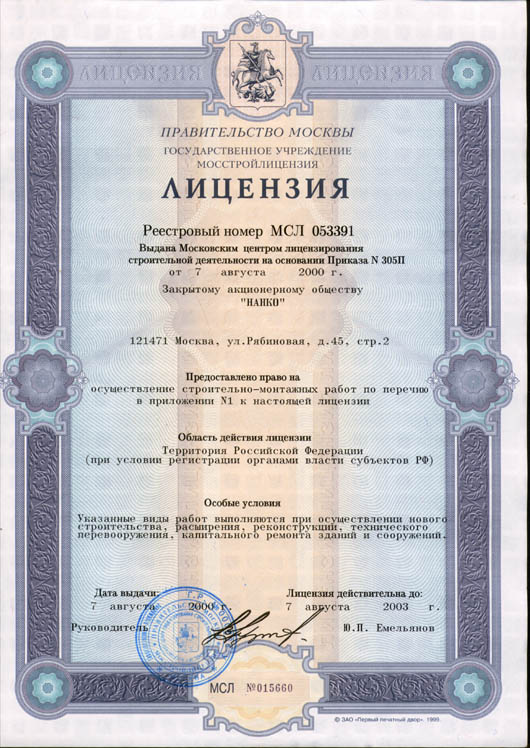 ЛИЦЕНЗИЯ ЛИЦЕНЗИЯ
ПРАВИТЕЛЬСТВО МОСКВЫ
ГОСУДАРСТВЕННОЕ УЧРЕЖДЕНИЕ
МОССТРОЙЛИЦЕНЗИЯ
ЛИЦЕНЗИЯ
Реестровый номер МСЛ 053391
Выдана Московским центром лицензирования
строительной деятельности на основании Приказа N 305П
от 7 августа 2000 г.
Закрытому акционерному обществу
"НАНКО"
121471 Москва, ул.Рябиновая, д.45, стр.2
Предоставлено право на
осуществление строительно-монтажных работ по перечню
в приложении N1 к настоящей лицензии
Область действия лицензии
Территория Российской Федерации
(при условии регистрации органами власти субъектов РФ)
Особые условия
Указанные виды работ выполняются при осуществлении нового
строительства, расширения, реконструкции, технического
перевооружения, капитального ремонта зданий и сооружений.
Дата выдачи: Лицензия действительна до:
7 августа 2000 г. 7 августа 2003 г.
Руководитель Ю.П. Емельянов
МСЛ №015660
© ЗАО «Первый печатный двор». 1999.